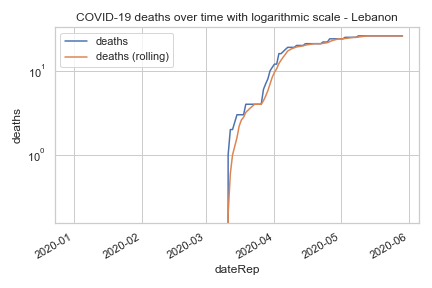 COVID-19 deaths over time with logarithmic scale - Lebanon
deaths
deaths (rolling)
10¹
10⁰
deaths
2020-01
2020-02
2020-03
2020-04
2020-05
2020-06
dateRep